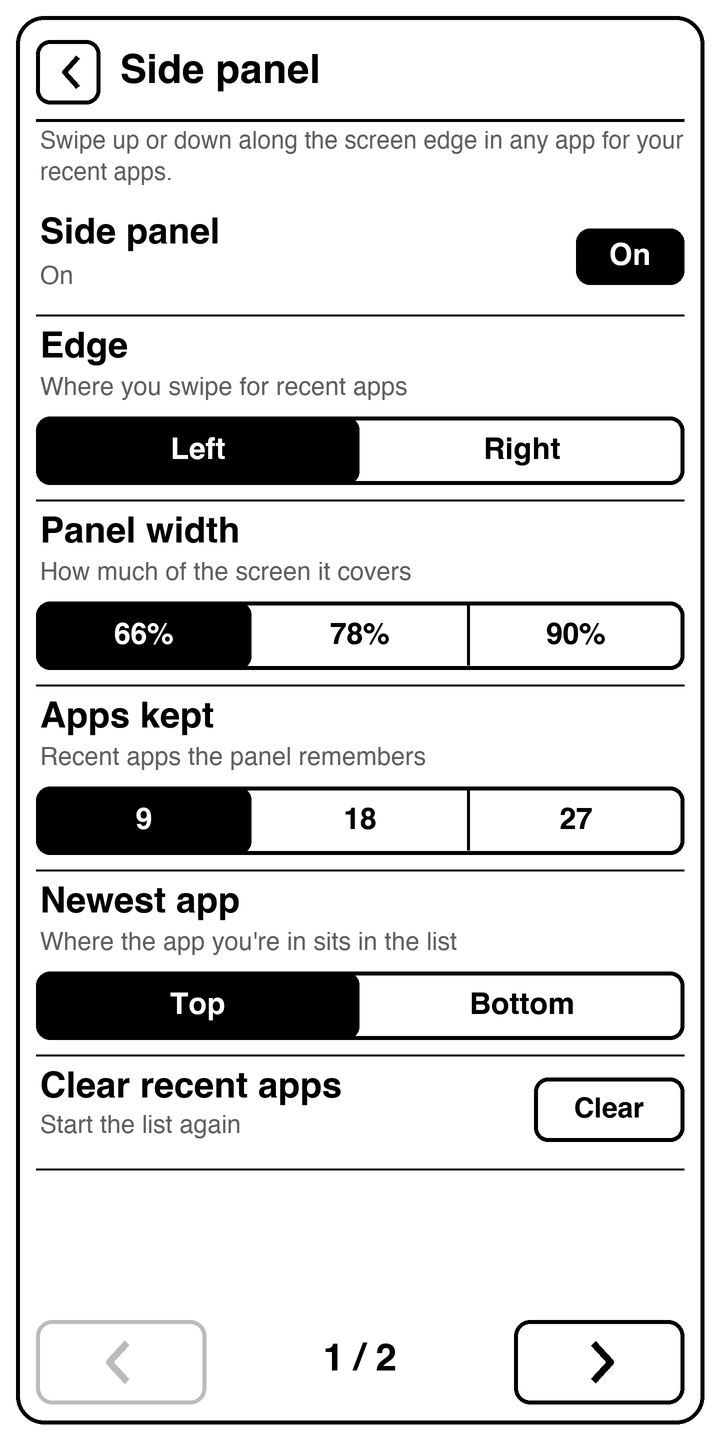 Side panel
Swipe up or down along the screen edge in any app for your
recent apps.
Side panel
On
On
Edge
Where you swipe for recent apps
Left
Right
Panel width
How much of the screen it covers
66%
78%
90%
Apps kept
Recent apps the panel remembers
9
18
27
Newest app
Where the app you're in sits in the list
Top
Bottom
Clear recent apps
Start the list again
Clear
1 / 2